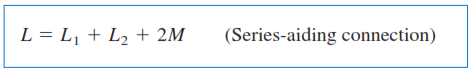 L = L₁ + L₂ + 2M (Series-aiding connection)